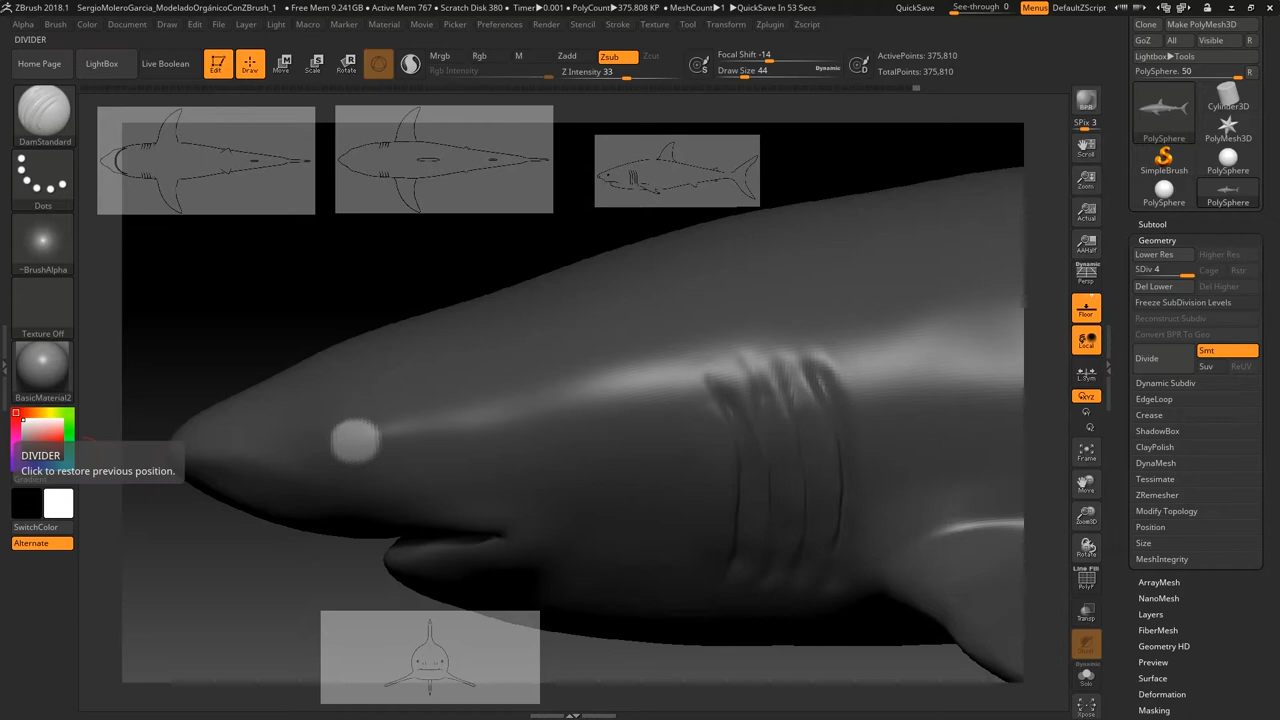 ZBrush 2018.1 SergioMoleroGarcia_ModeladoOrgánicoConZBrush_1 • Free Mem 9.241GB • Active Mem 767 • Scratch Disk 380 • Timer▶0.001 • PolyCount▶375.808 KP • MeshCount▶1 •QuickSave In 53 Secs QuickSave See-through 0 Menus DefaultZScript
Alpha Brush Color Document Draw Edit File Layer Light Macro Marker Material Movie Picker Preferences Render Stencil Stroke Texture Tool Transform Zplugin Zscript
DIVIDER
Home Page LightBox Live Boolean Edit Draw Move Scale Rotate
Mrgb Rgb M Zadd Zsub Zcut
Rgb Intensity Z Intensity 33
Focal Shift -14
Draw Size 44 Dynamic
S D
ActivePoints: 375,810
TotalPoints: 375,810
DamStandard
Dots
~BrushAlpha
Texture Off
BasicMaterial2
DIVIDER
Click to restore previous position.
Gradient
SwitchColor
Alternate
BPR
SPix 3
Scroll
Zoom
Actual
AAHalf
Dynamic
Persp
Floor
Local
L.Sym
XYZ
Frame
Move
Zoom3D
Rotate
Line Fill
PolyF
Transp
Dynamic
Solo
Xpose
Clone Make PolyMesh3D
GoZ All Visible R
Lightbox▶Tools
PolySphere. 50 R
PolySphere Cylinder3D
PolyMesh3D
SimpleBrush PolySphere
PolySphere PolySphere
Subtool
Geometry
Lower Res Higher Res
SDiv 4 Cage Rstr
Del Lower Del Higher
Freeze SubDivision Levels
Reconstruct Subdiv
Convert BPR To Geo
Divide Smt
Suv ReUV
Dynamic Subdiv
EdgeLoop
Crease
ShadowBox
ClayPolish
DynaMesh
Tessimate
ZRemesher
Modify Topology
Position
Size
MeshIntegrity
ArrayMesh
NanoMesh
Layers
FiberMesh
Geometry HD
Preview
Surface
Deformation
Masking